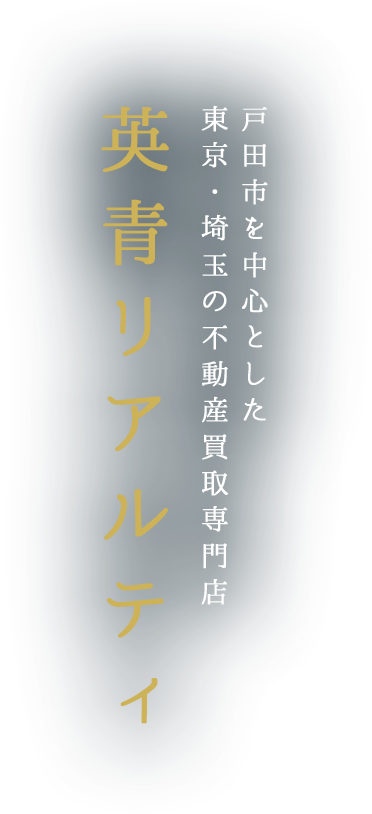 戸田市を中心とした
東京・埼玉の不動産買取専門店
英青リアルティ